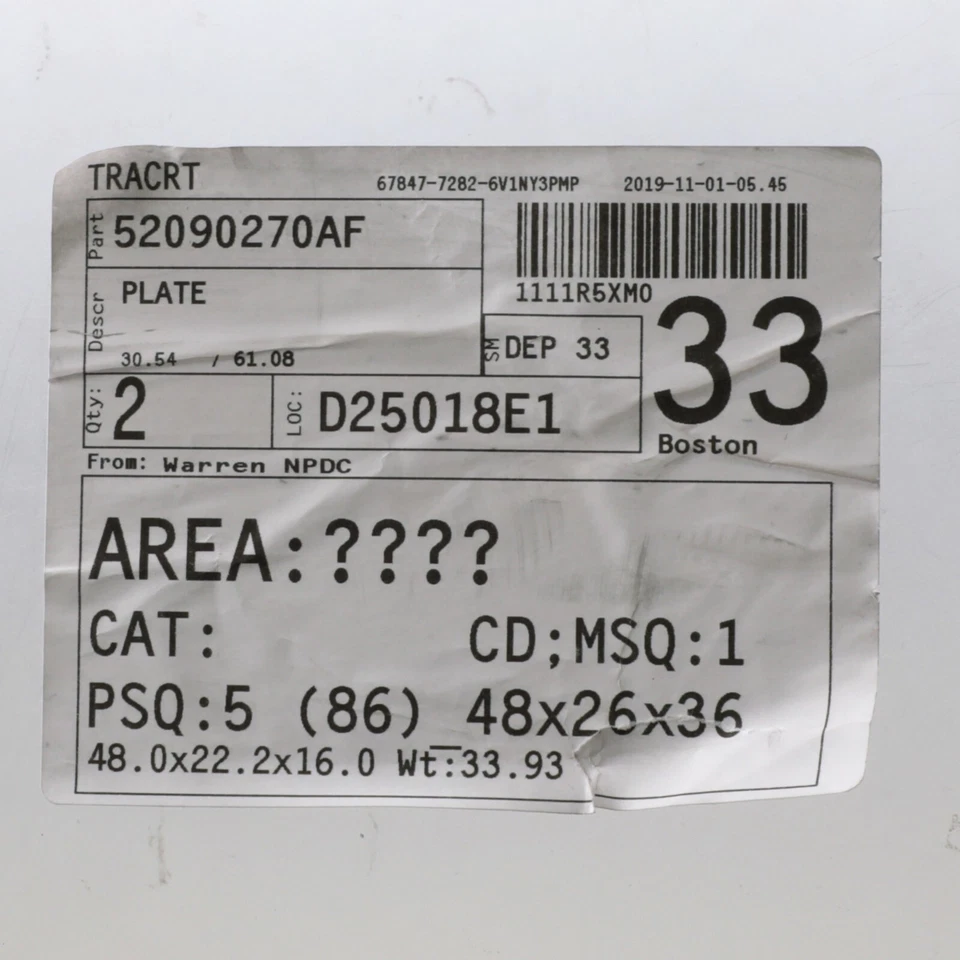 TRACRT 67847-7282-6V1NY3PMP 2019-11-01-05.45
Part 52090270AF
1111R5XMO
Descr PLATE
30.54 / 61.08
SM DEP 33
33
Qty: 2 LOC: D25018E1
Boston
From: Warren NPDC
AREA:????
CAT: CD;MSQ:1
PSQ:5 (86) 48x26x36
48.0x22.2x16.0 Wt:33.93